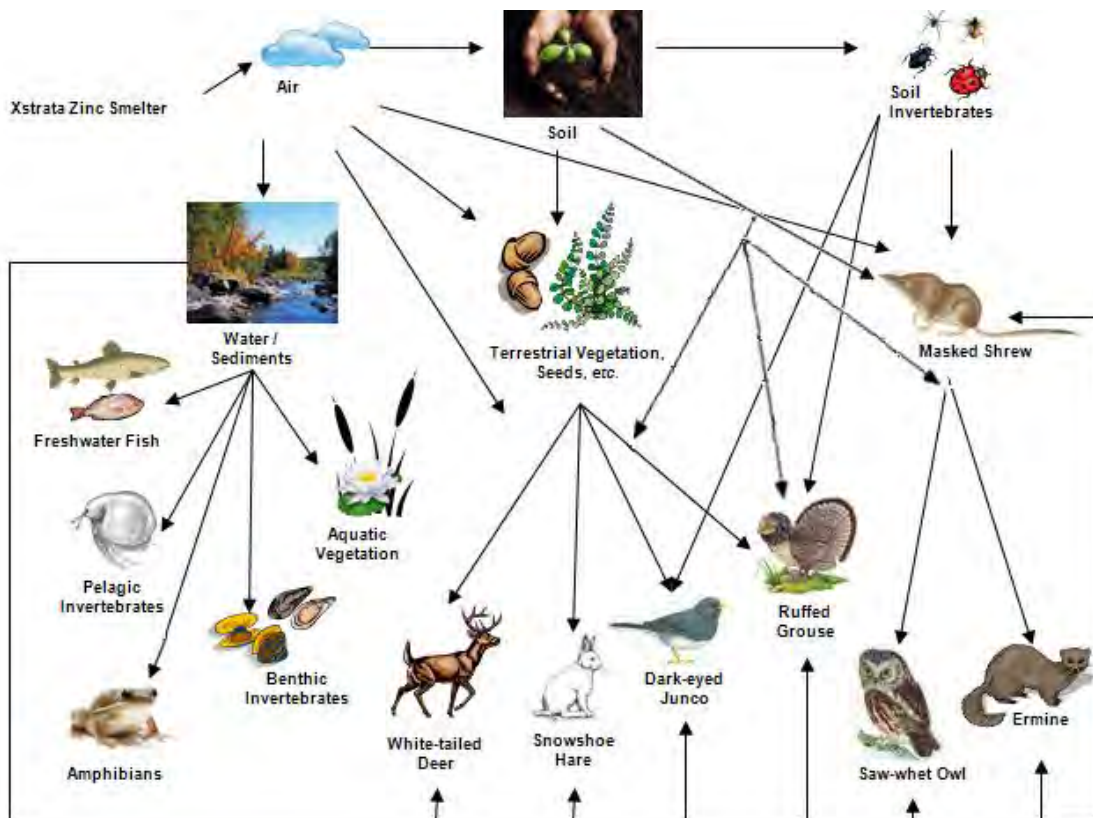 Air
Xstrata Zinc Smelter
Soil
Soil
Invertebrates
Water /
Sediments
Terrestrial Vegetation,
Seeds, etc.
Masked Shrew
Freshwater Fish
Aquatic
Vegetation
Pelagic
Invertebrates
Benthic
Invertebrates
Amphibians
White-tailed
Deer
Snowshoe
Hare
Dark-eyed
Junco
Ruffed
Grouse
Saw-whet Owl
Ermine